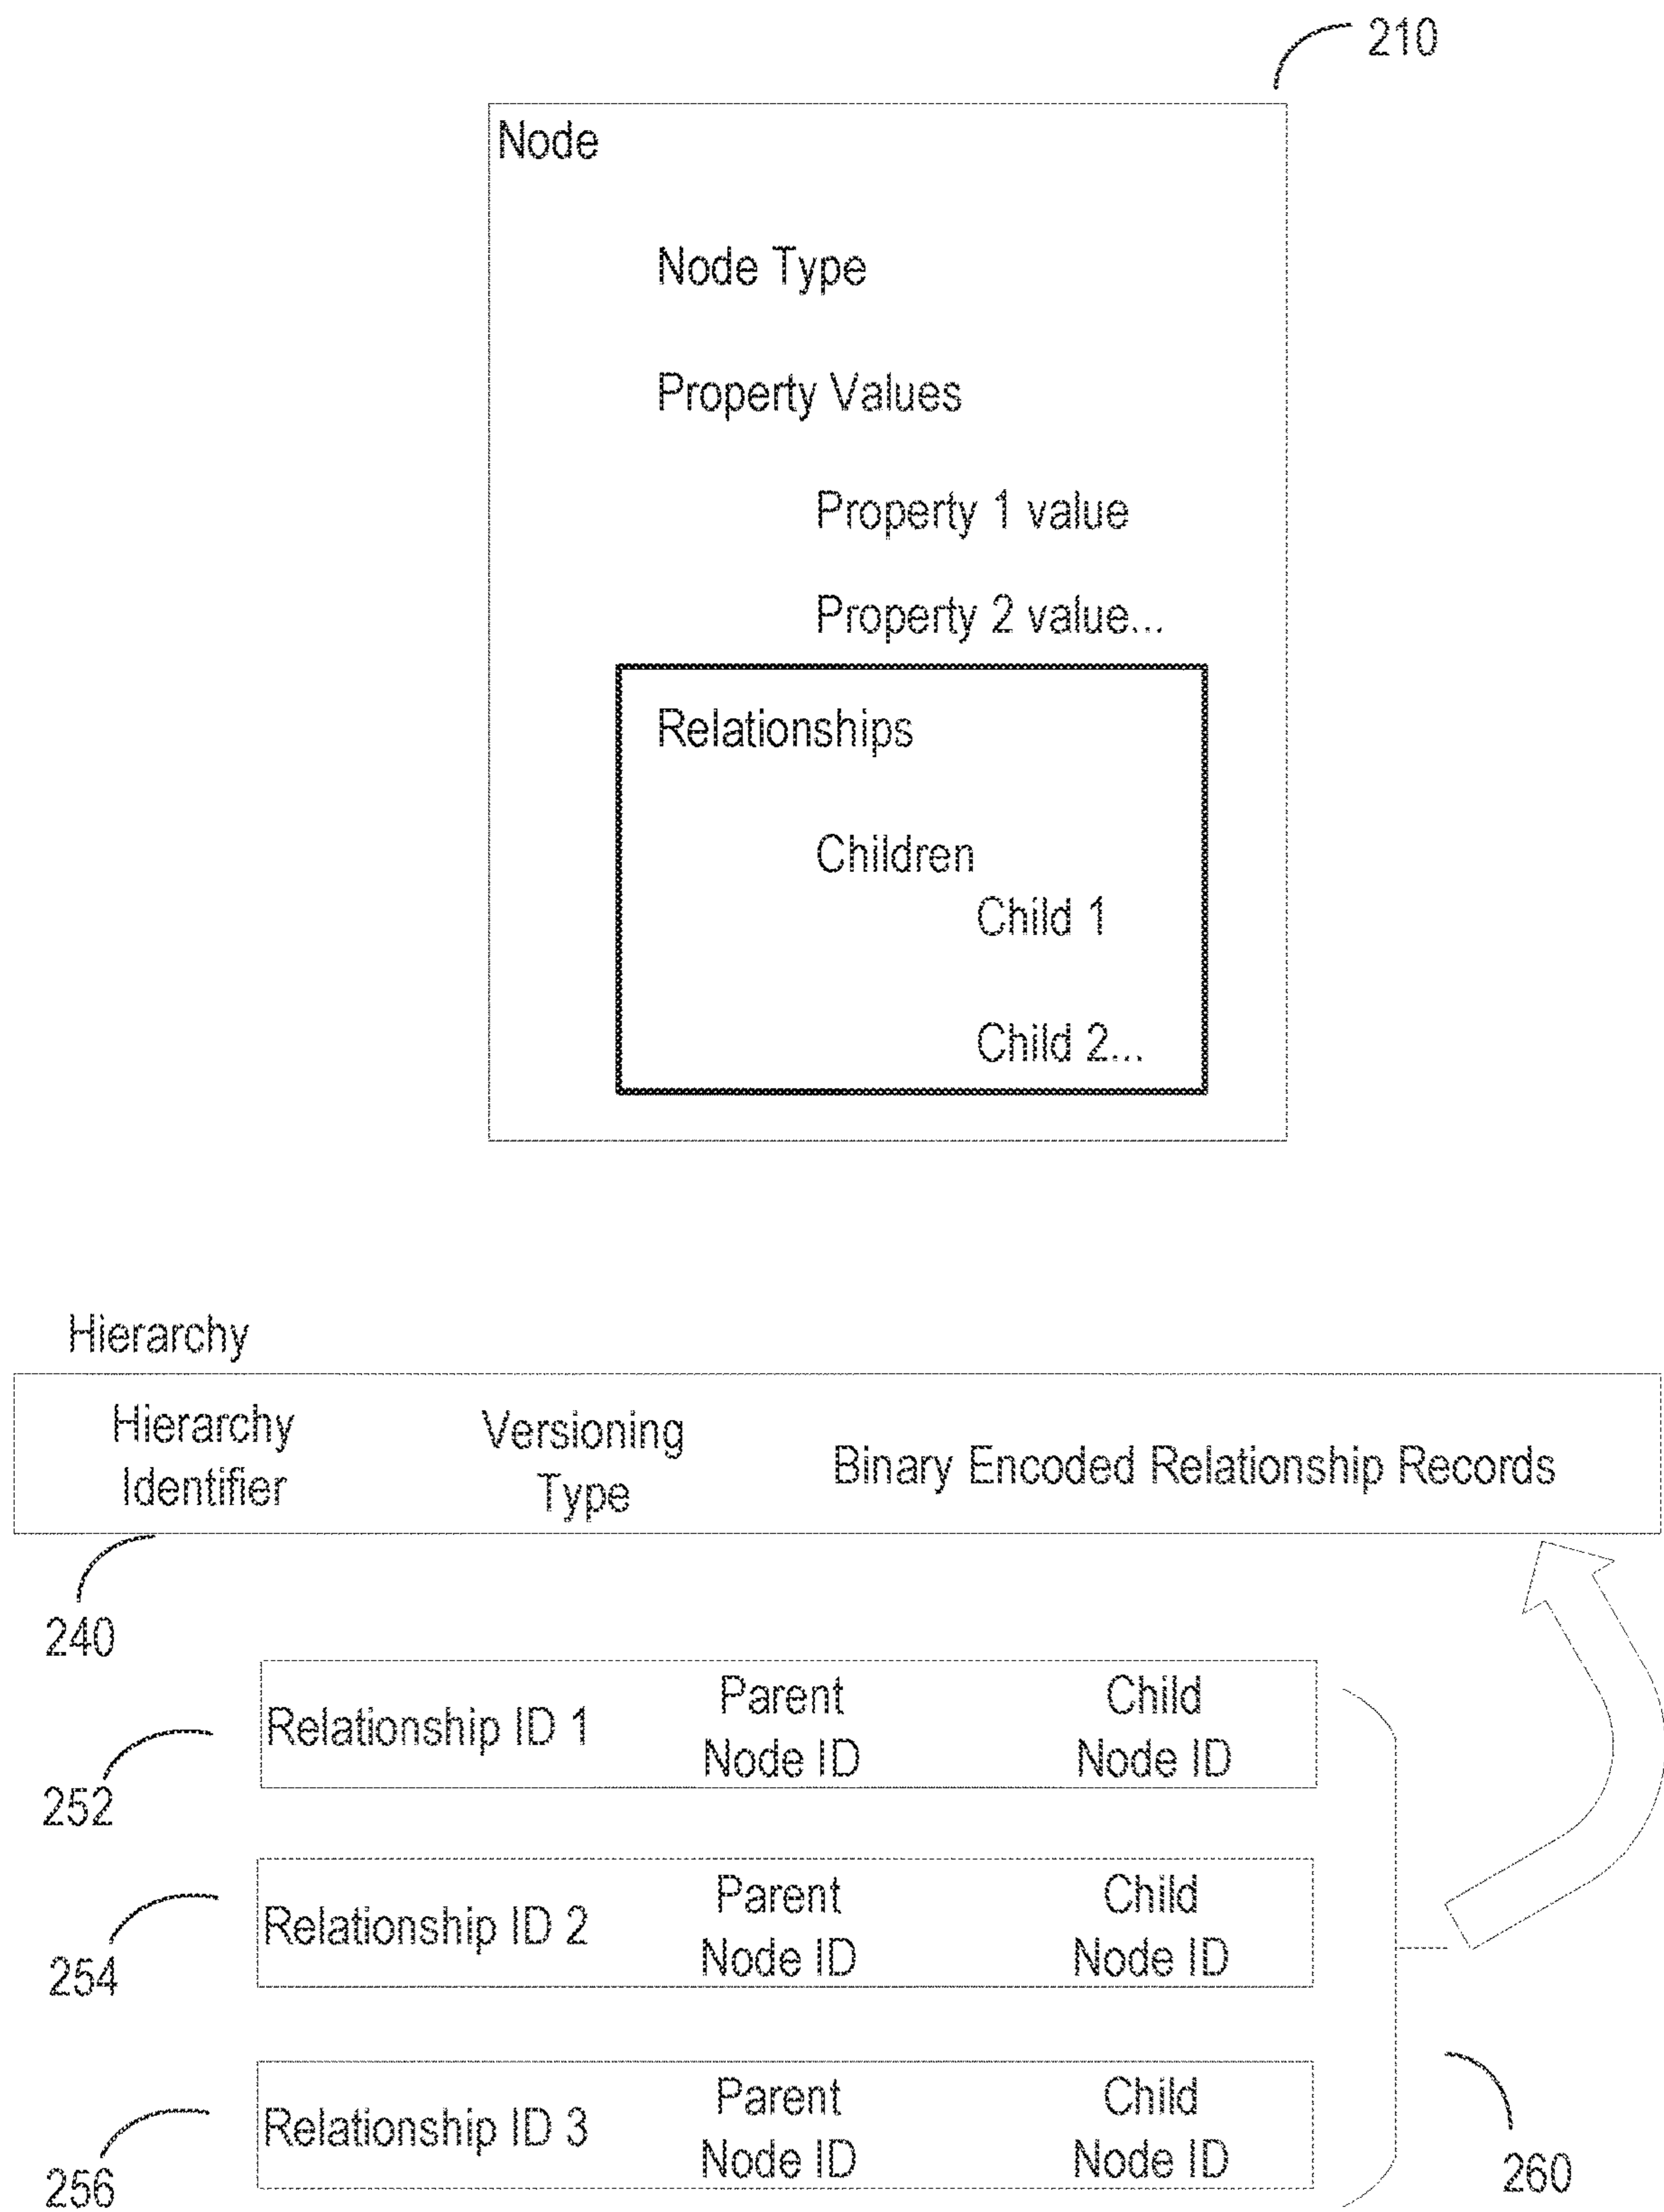 210
Node
Node Type
Property Values
Property 1 value
Property 2 value...
Relationships
Children
Child 1
Child 2...
Hierarchy
Hierarchy
Identifier
Versioning
Type
Binary Encoded Relationship Records
240
Relationship ID 1
Parent
Node ID
Child
Node ID
252
Relationship ID 2
Parent
Node ID
Child
Node ID
254
Relationship ID 3
Parent
Node ID
Child
Node ID
256
260